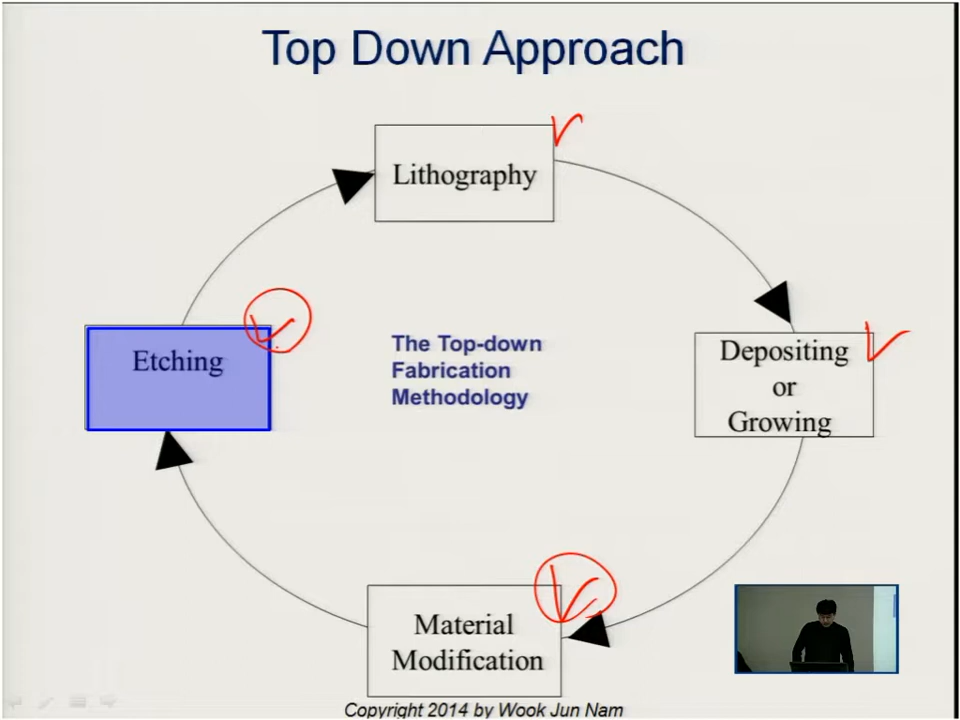 Top Down Approach
Lithography
Etching
The Top-down
Fabrication
Methodology
Depositing
or
Growing
Material
Modification
Copyright 2014 by Wook Jun Nam